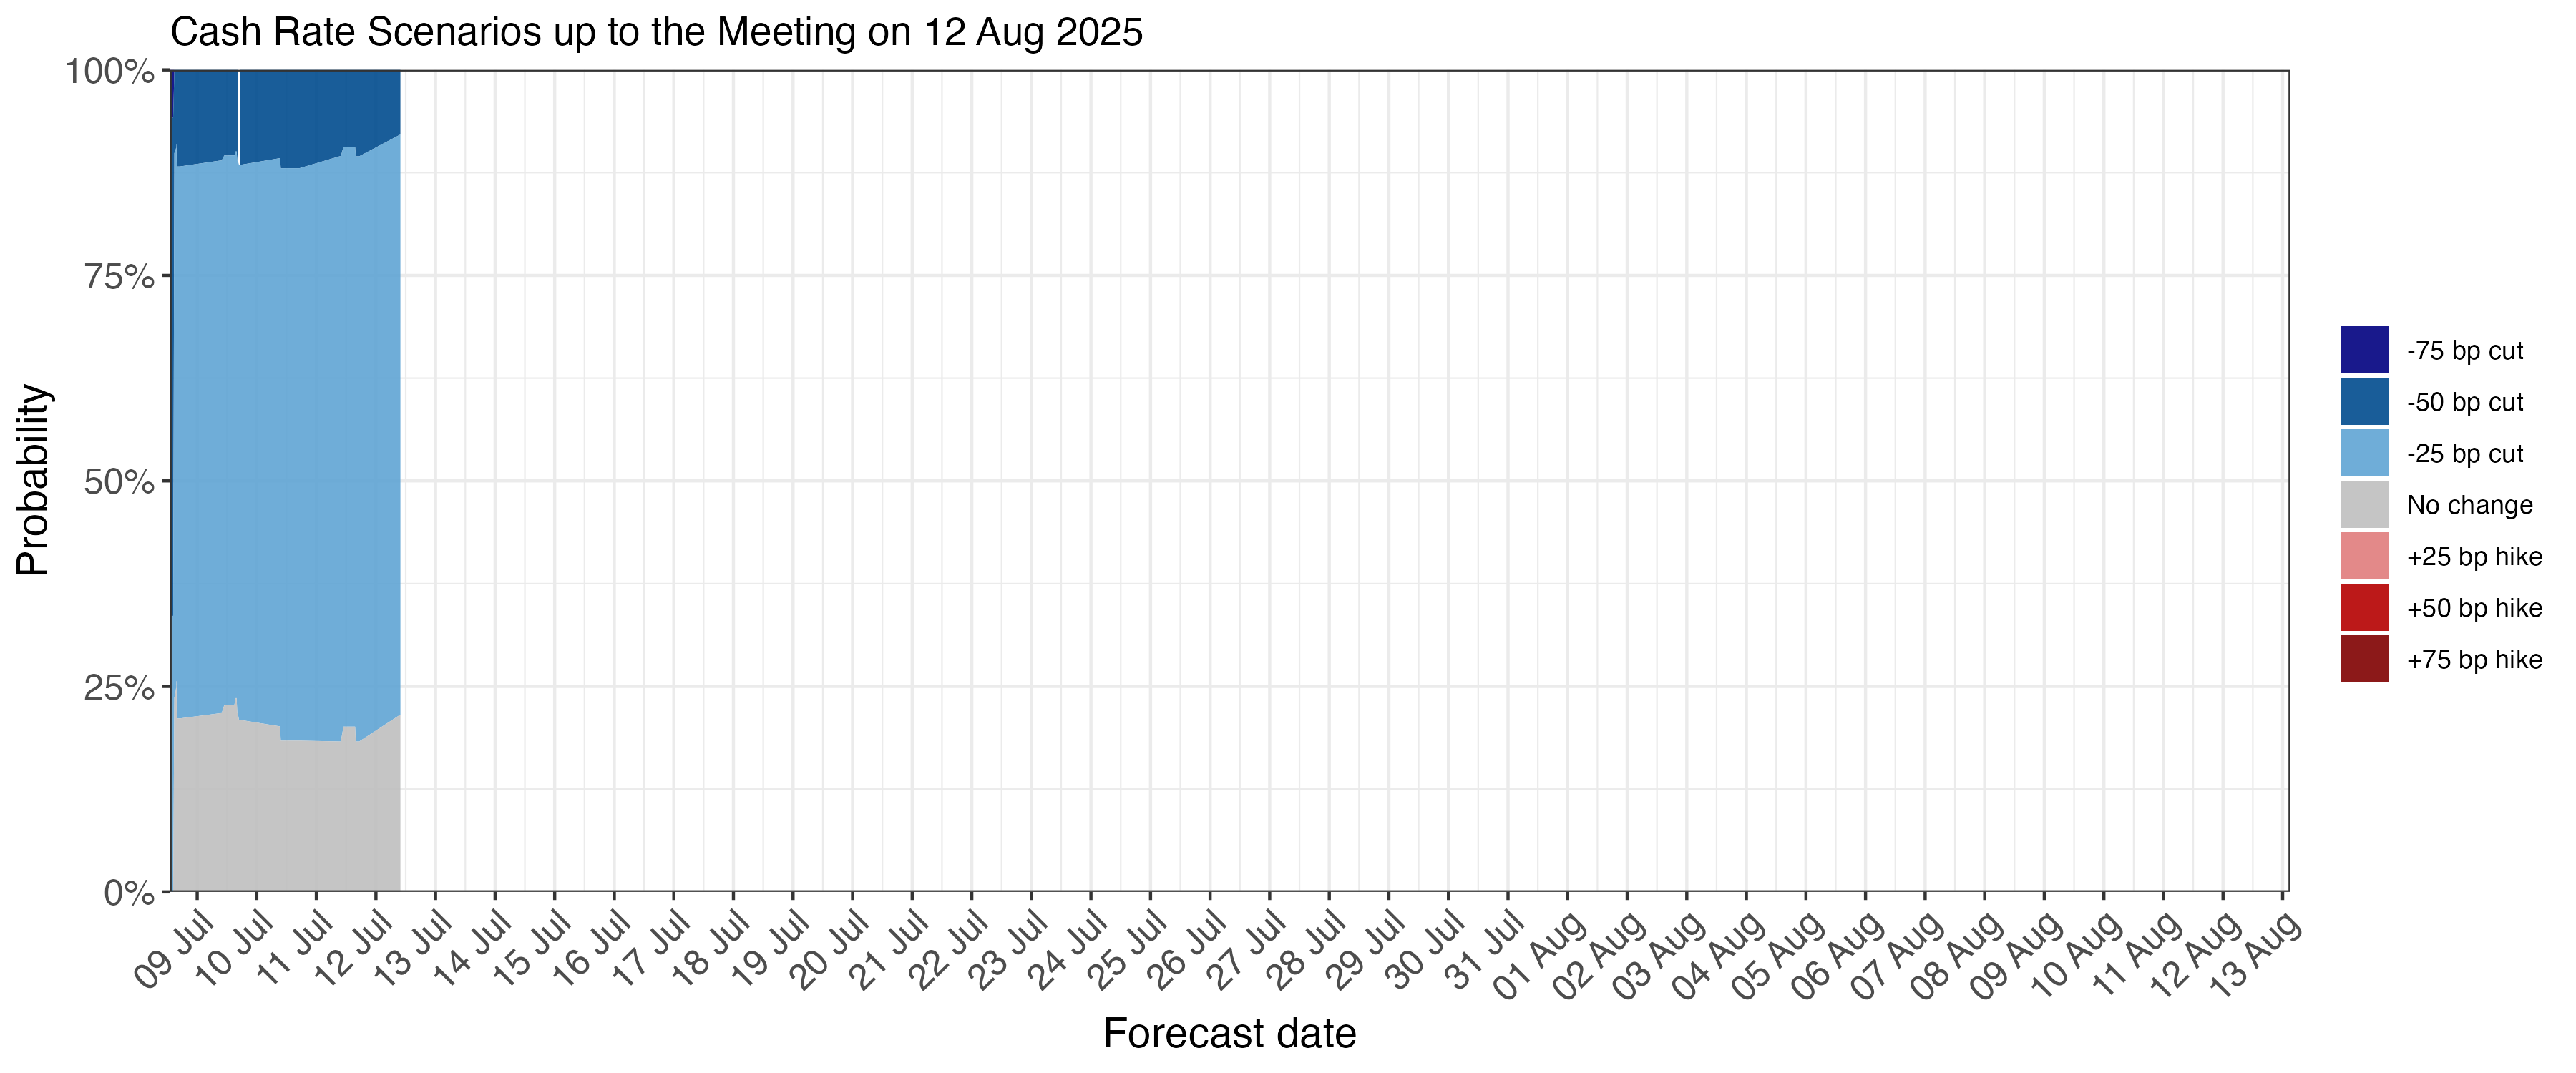 Cash Rate Scenarios up to the Meeting on 12 Aug 2025
100%
75%
50%
25%
0%
Probability
09 Jul
10 Jul
11 Jul
12 Jul
13 Jul
14 Jul
15 Jul
16 Jul
17 Jul
18 Jul
19 Jul
20 Jul
21 Jul
22 Jul
23 Jul
24 Jul
25 Jul
26 Jul
27 Jul
28 Jul
29 Jul
30 Jul
31 Jul
01 Aug
02 Aug
03 Aug
04 Aug
05 Aug
06 Aug
07 Aug
08 Aug
09 Aug
10 Aug
11 Aug
12 Aug
13 Aug
Forecast date
-75 bp cut
-50 bp cut
-25 bp cut
No change
+25 bp hike
+50 bp hike
+75 bp hike